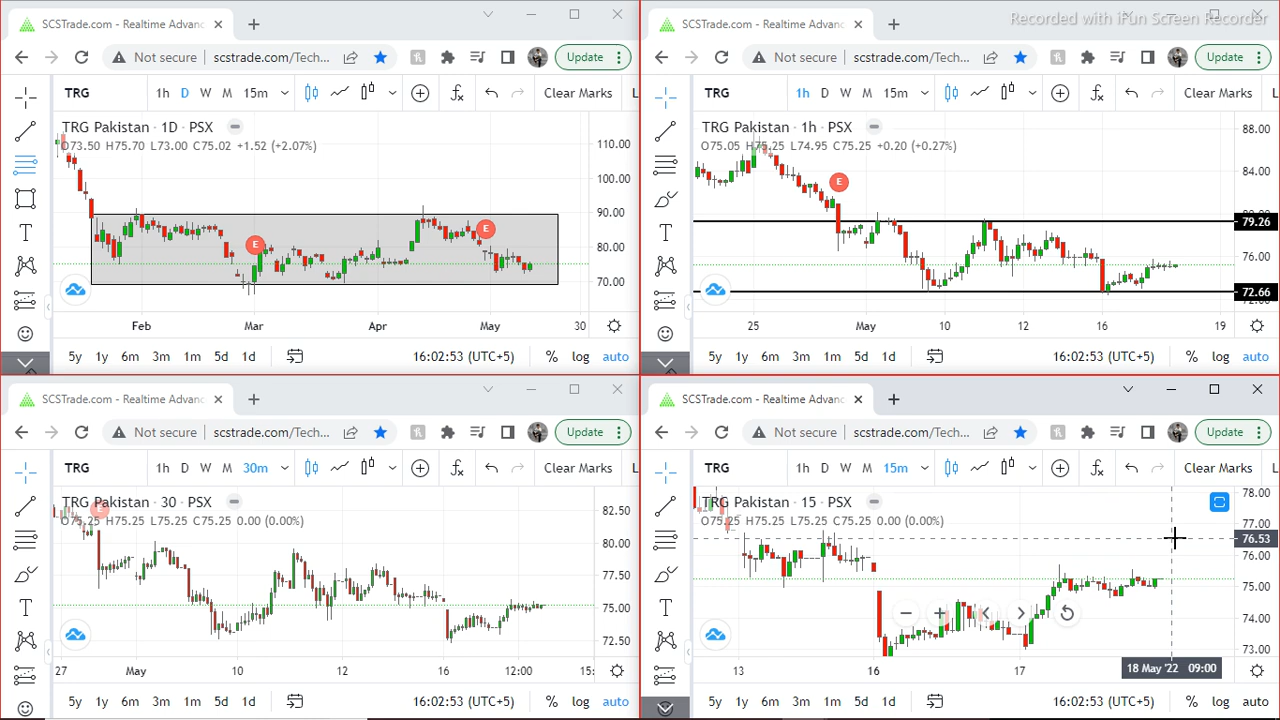 SCSTrade.com - Realtime Advanc
Not secure
scstrade.com/Tech...
Update
TRG
1h D W M 15m
Clear Marks
TRG Pakistan · 1D · PSX
O73.50 H75.70 L73.00 C75.02 +1.52 (+2.07%)
110.00
100.00
90.00
80.00
70.00
E
E
Feb Mar Apr May 30
5y 1y 6m 3m 1m 5d 1d
16:02:53 (UTC+5)
% log auto
Recorded with iFun Screen Recorder
SCSTrade.com - Realtime Advanc
Not secure
scstrade.com/Tech...
Update
TRG
1h D W M 15m
Clear Marks
TRG Pakistan · 1h · PSX
O75.05 H75.25 L74.95 C75.25 +0.20 (+0.27%)
88.00
84.00
79.26
76.00
72.66
E
25 May 10 12 16 19
5y 1y 6m 3m 1m 5d 1d
16:02:53 (UTC+5)
% log auto
SCSTrade.com - Realtime Advanc
Not secure
scstrade.com/Tech...
Update
TRG
1h D W M 30m
Clear Marks
TRG Pakistan · 30 · PSX
O75.25 H75.25 L75.25 C75.25 0.00 (0.00%)
82.50
80.00
77.50
75.00
72.50
27 May 10 12 16 12:00 15:
5y 1y 6m 3m 1m 5d 1d
16:02:53 (UTC+5)
% log auto
SCSTrade.com - Realtime Advanc
Not secure
scstrade.com/Tech...
Update
TRG
1h D W M 15m
Clear Marks
TRG Pakistan · 15 · PSX
O75.25 H75.25 L75.25 C75.25 0.00 (0.00%)
78.00
77.00
76.53
76.00
75.00
74.00
73.00
13 16 17
18 May '22 09:00
5y 1y 6m 3m 1m 5d 1d
16:02:53 (UTC+5)
% log auto